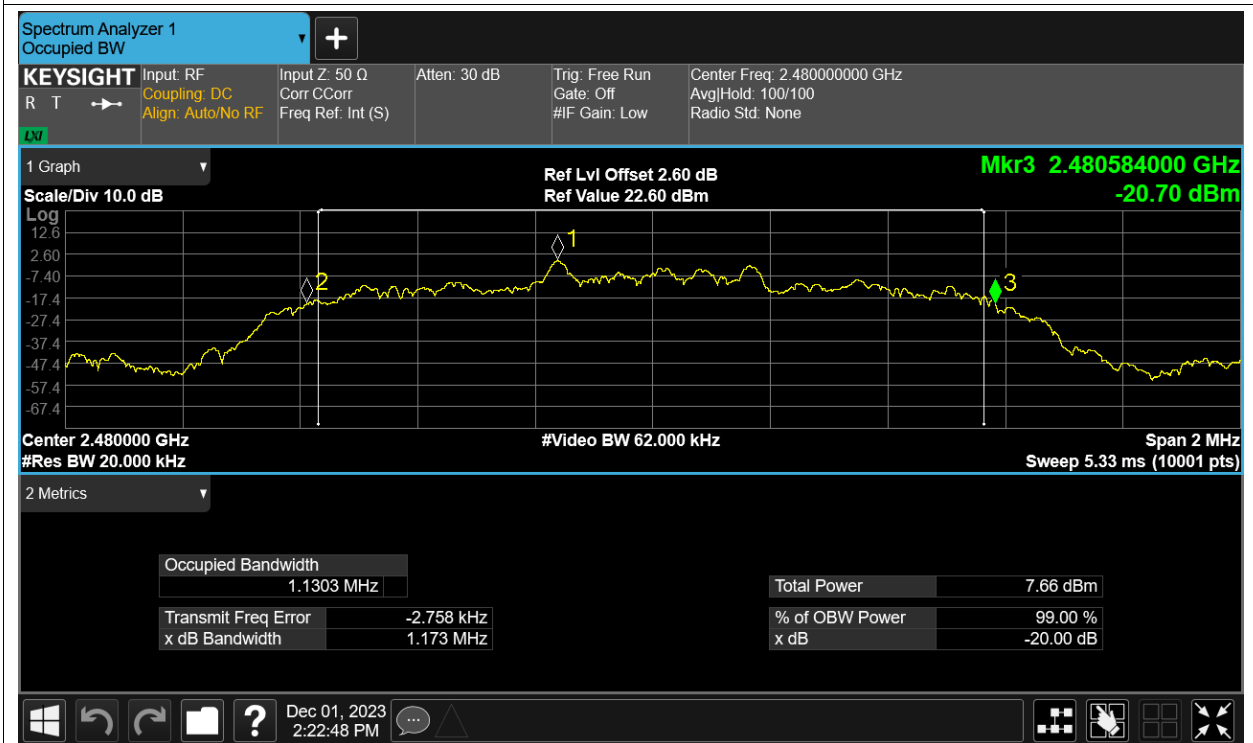 Spectrum Analyzer 1
Occupied BW
KEYSIGHT
R T
LXI
Input: RF
Coupling: DC
Align: Auto/No RF
Input Z: 50 Ω
Corr CCorr
Freq Ref: Int (S)
Atten: 30 dB
Trig: Free Run
Gate: Off
#IF Gain: Low
Center Freq: 2.480000000 GHz
Avg|Hold: 100/100
Radio Std: None
1 Graph
Scale/Div 10.0 dB
Ref Lvl Offset 2.60 dB
Ref Value 22.60 dBm
Mkr3 2.480584000 GHz
-20.70 dBm
Log
12.6
2.60
-7.40
-17.4
-27.4
-37.4
-47.4
-57.4
-67.4
1
2
3
Center 2.480000 GHz
#Res BW 20.000 kHz
#Video BW 62.000 kHz
Span 2 MHz
Sweep 5.33 ms (10001 pts)
2 Metrics
Occupied Bandwidth
1.1303 MHz
Transmit Freq Error -2.758 kHz
x dB Bandwidth 1.173 MHz
Total Power 7.66 dBm
% of OBW Power 99.00 %
x dB -20.00 dB
?
Dec 01, 2023
2:22:48 PM